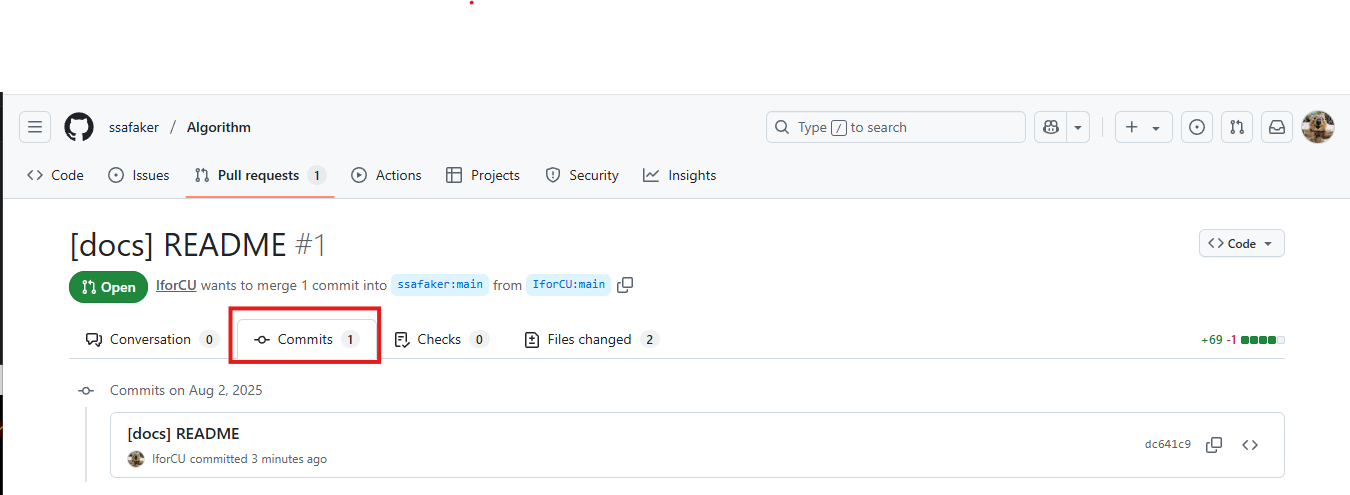 ssafaker / Algorithm
Type / to search
Code Issues Pull requests 1 Actions Projects Security Insights
[docs] README #1
Code
Open IforCU wants to merge 1 commit into ssafaker:main from IforCU:main
Conversation 0 Commits 1 Checks 0 Files changed 2
+69 -1
Commits on Aug 2, 2025
[docs] README
dc641c9
IforCU committed 3 minutes ago